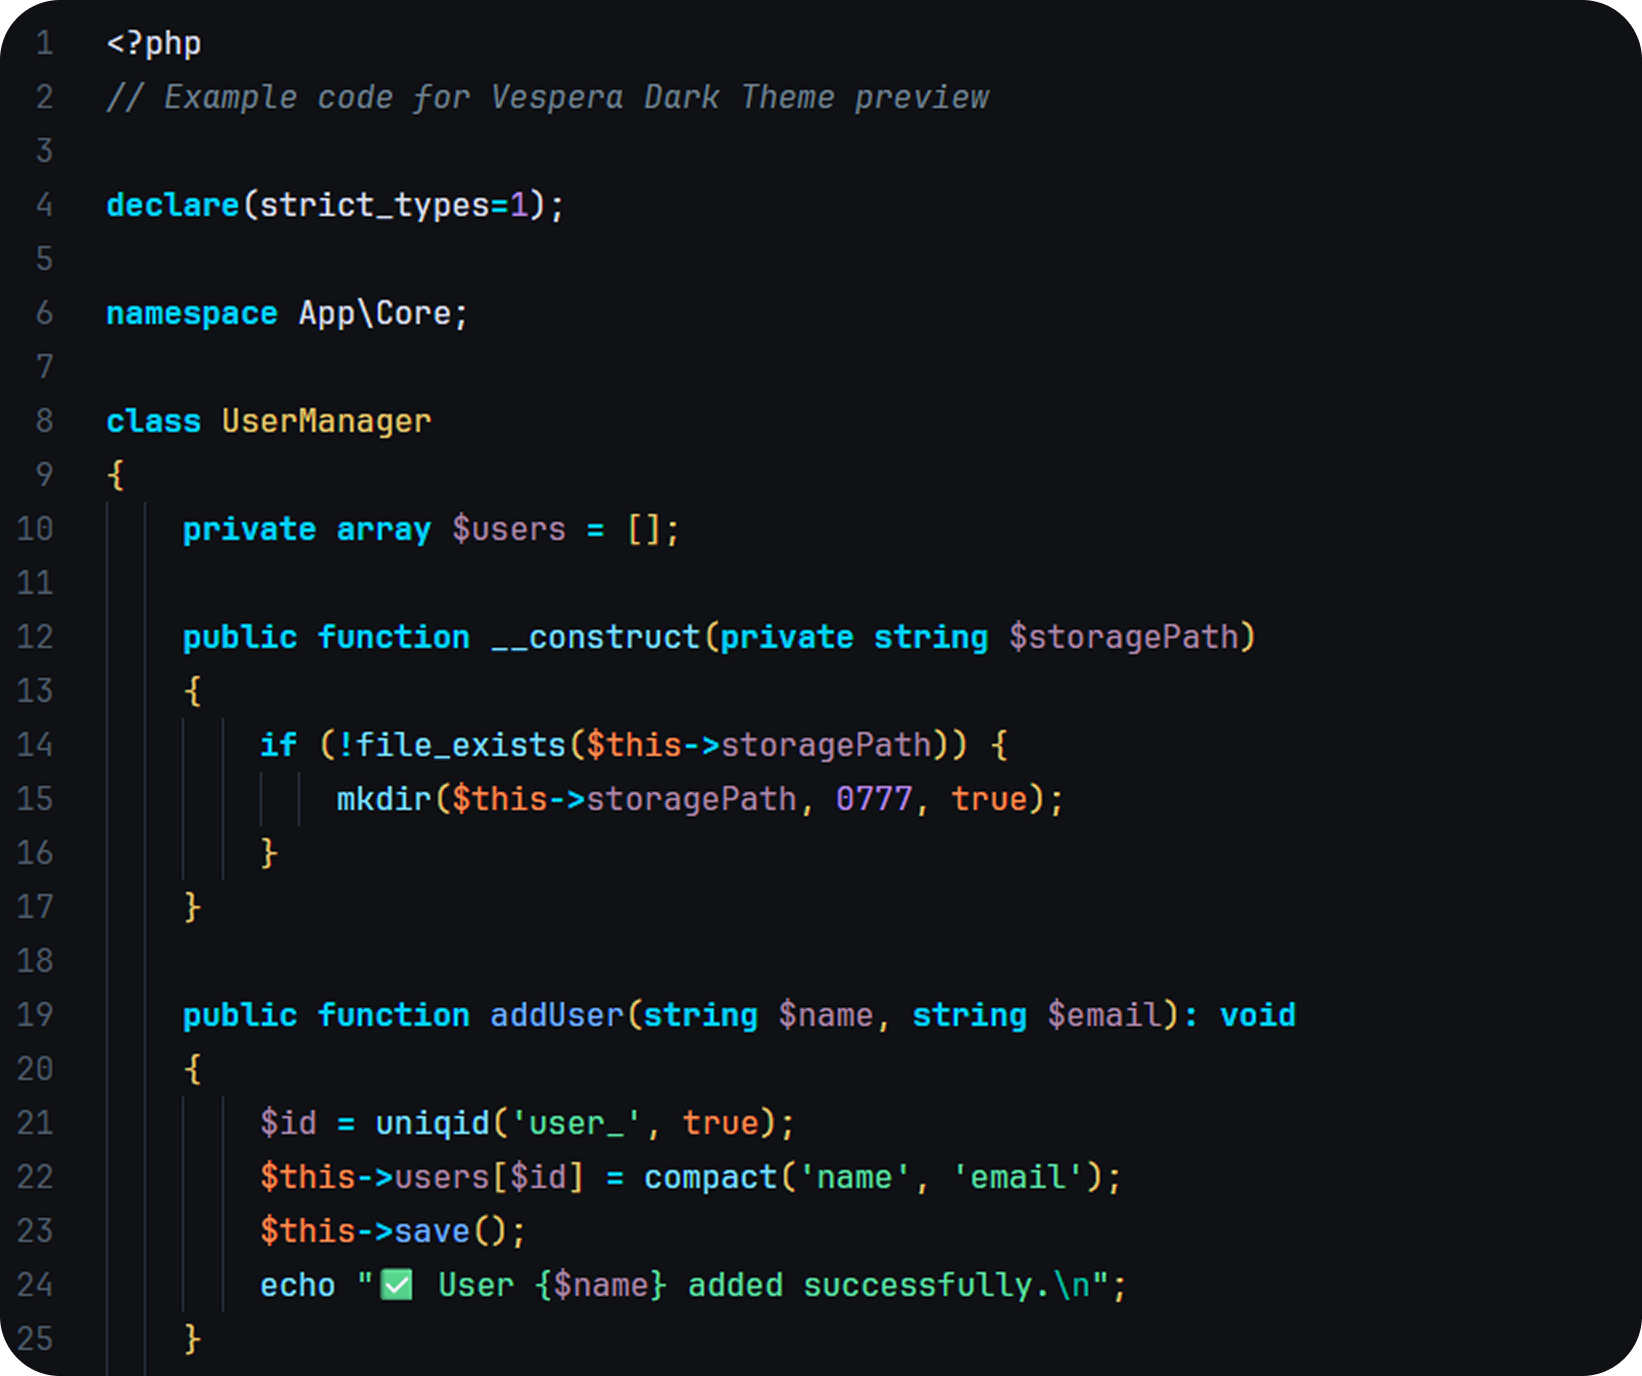 1 <?php
2 // Example code for Vespera Dark Theme preview
3
4 declare(strict_types=1);
5
6 namespace App\Core;
7
8 class UserManager
9 {
10     private array $users = [];
11
12     public function __construct(private string $storagePath)
13     {
14         if (!file_exists($this->storagePath)) {
15             mkdir($this->storagePath, 0777, true);
16         }
17     }
18
19     public function addUser(string $name, string $email): void
20     {
21         $id = uniqid('user_', true);
22         $this->users[$id] = compact('name', 'email');
23         $this->save();
24         echo "✅ User {$name} added successfully.\n";
25     }